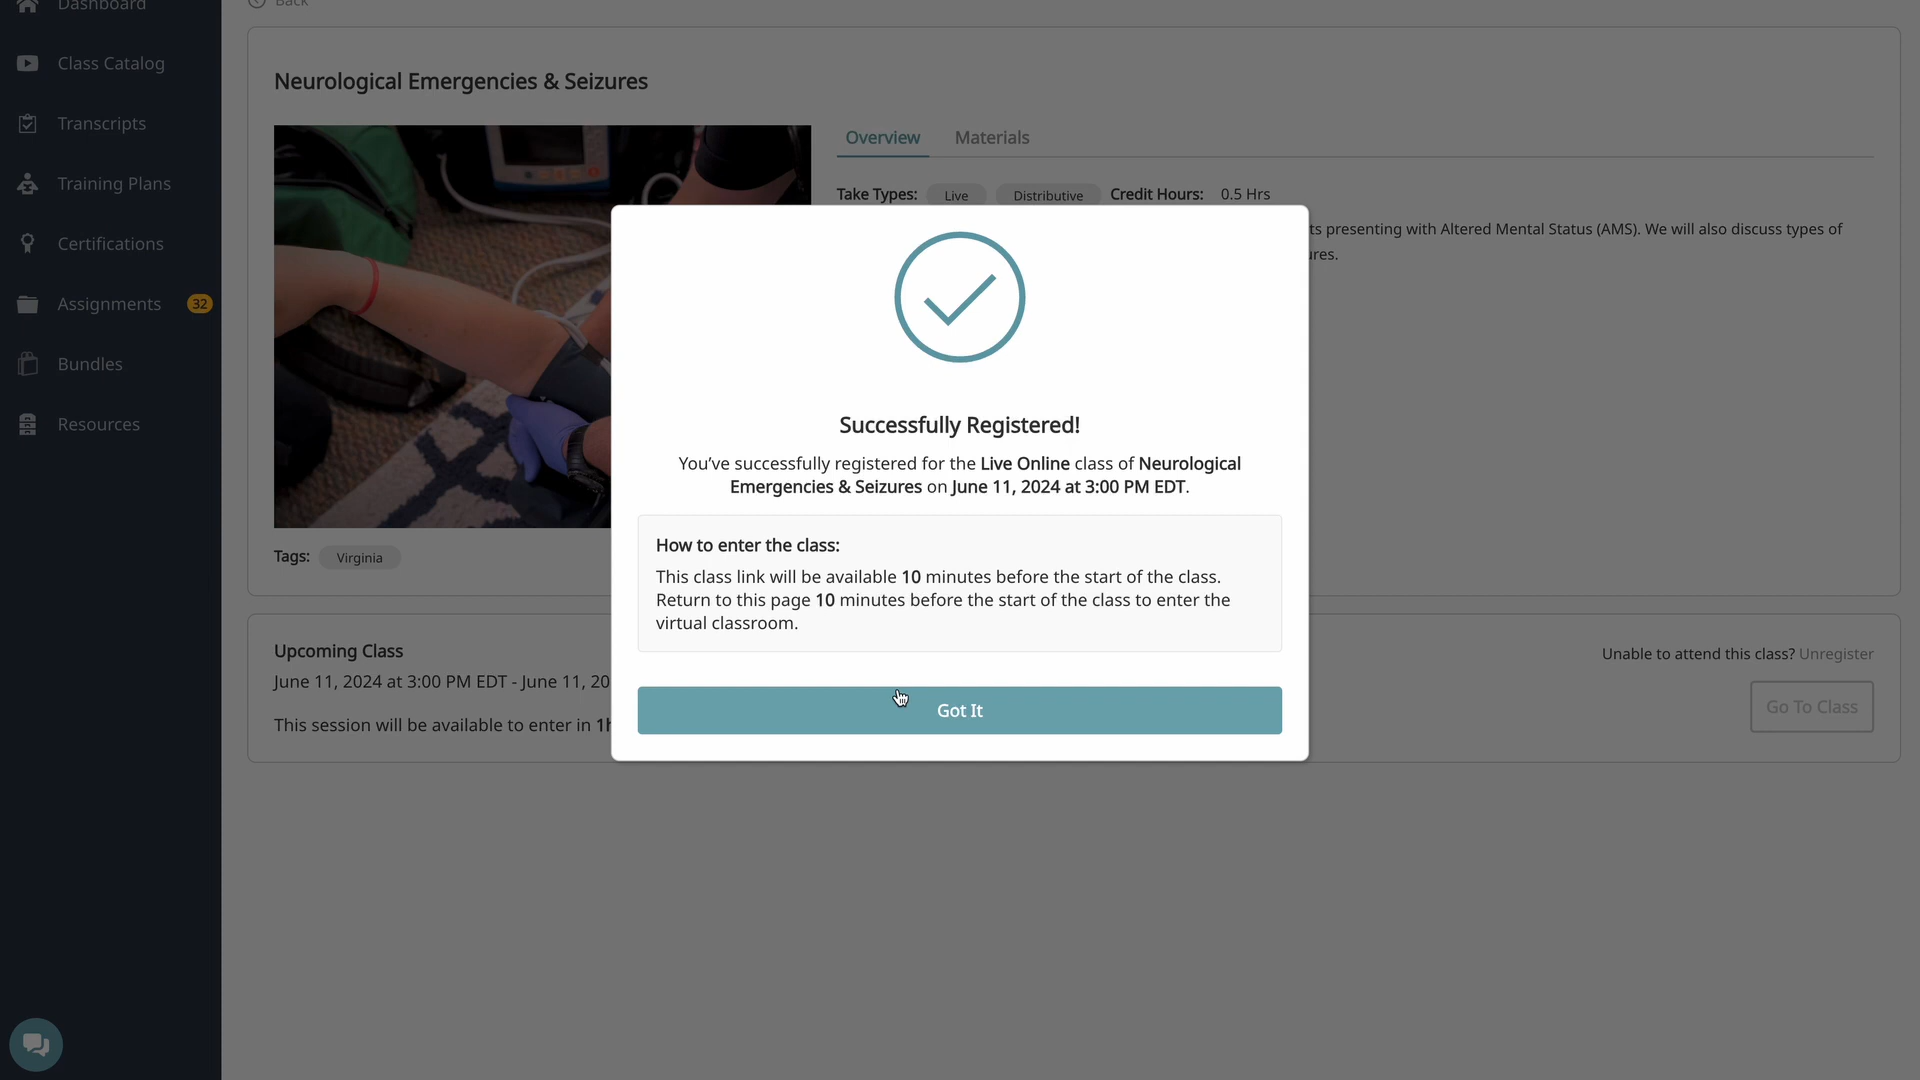 Dashboard
Back
Class Catalog
Transcripts
Training Plans
Certifications
Assignments 32
Bundles
Resources
Neurological Emergencies & Seizures
Overview Materials
Take Types: Live Distributive Credit Hours: 0.5 Hrs
presenting with Altered Mental Status (AMS). We will also discuss types of
Tags: Virginia
Successfully Registered!
You've successfully registered for the Live Online class of Neurological
Emergencies & Seizures on June 11, 2024 at 3:00 PM EDT.
How to enter the class:
This class link will be available 10 minutes before the start of the class.
Return to this page 10 minutes before the start of the class to enter the
virtual classroom.
Got It
Upcoming Class
June 11, 2024 at 3:00 PM EDT - June 11, 20
This session will be available to enter in
Unable to attend this class? Unregister
Go To Class